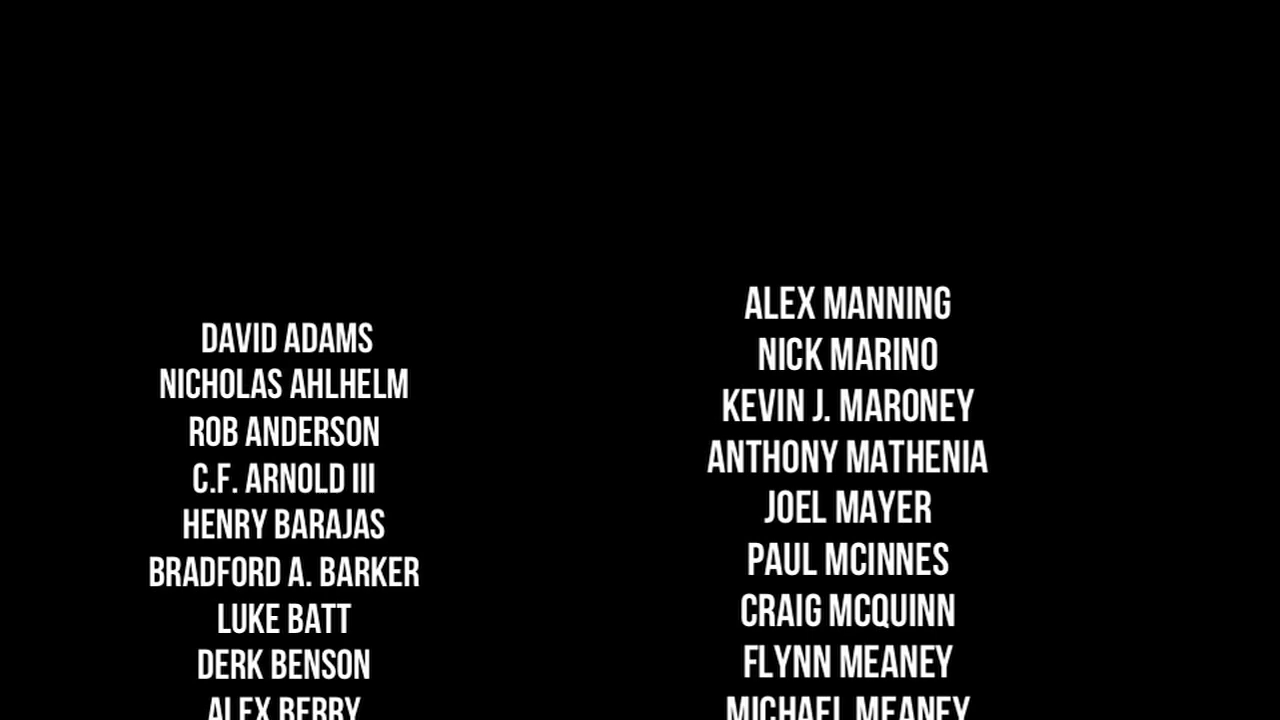 DAVID ADAMS
NICHOLAS AHLHELM
ROB ANDERSON
C.F. ARNOLD III
HENRY BARAJAS
BRADFORD A. BARKER
LUKE BATT
DERK BENSON
ALEX BERRY
ALEX MANNING
NICK MARINO
KEVIN J. MARONEY
ANTHONY MATHENIA
JOEL MAYER
PAUL MCINNES
CRAIG MCQUINN
FLYNN MEANEY
MICHAEL MEANEY